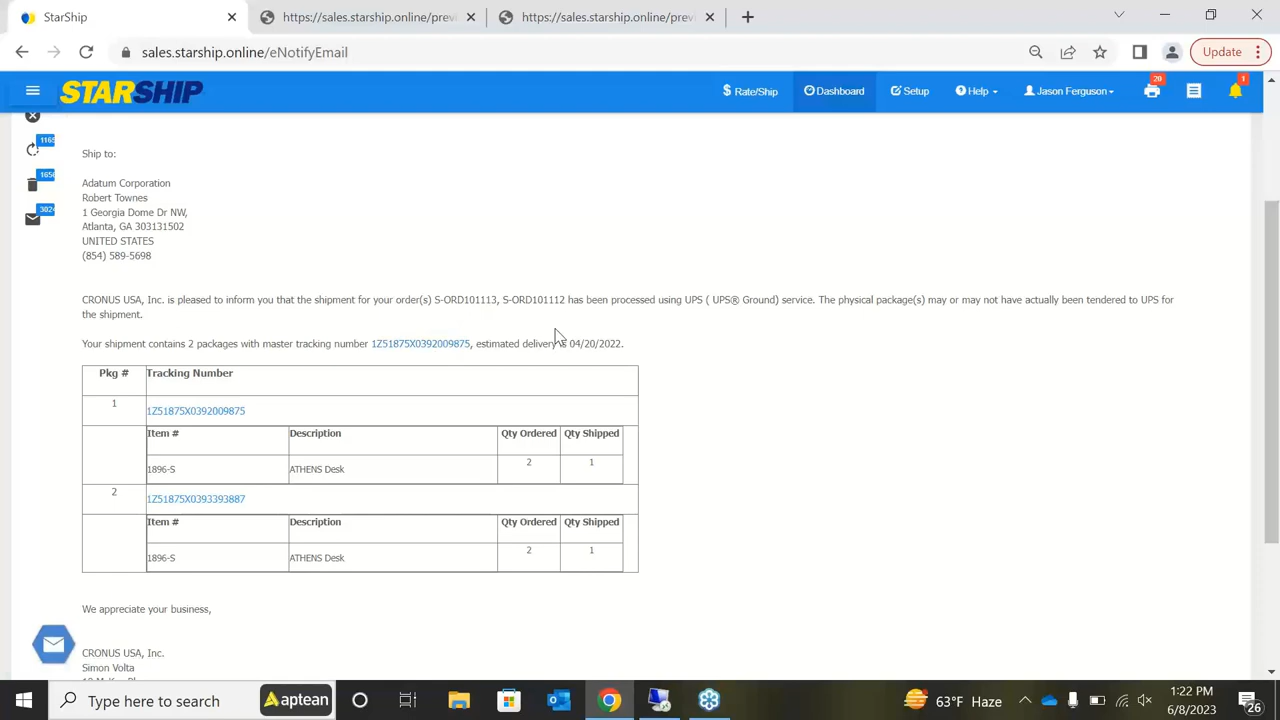 StarShip
https://sales.starship.online/previ
https://sales.starship.online/previ
sales.starship.online/eNotifyEmail
Update
STARSHIP
$ Rate/Ship
Dashboard
Setup
Help
Jason Ferguson
20
1
1165
1656
3024
Ship to:
Adatum Corporation
Robert Townes
1 Georgia Dome Dr NW,
Atlanta, GA 303131502
UNITED STATES
(854) 589-5698
CRONUS USA, Inc. is pleased to inform you that the shipment for your order(s) S-ORD101113, S-ORD101112 has been processed using UPS ( UPS® Ground) service. The physical package(s) may or may not have actually been tendered to UPS for
the shipment.
Your shipment contains 2 packages with master tracking number 1Z51875X0392009875, estimated delivery is 04/20/2022.
Pkg # Tracking Number
1
1Z51875X0392009875
Item # Description Qty Ordered Qty Shipped
1896-S ATHENS Desk 2 1
2
1Z51875X0393393887
Item # Description Qty Ordered Qty Shipped
1896-S ATHENS Desk 2 1
We appreciate your business,
CRONUS USA, Inc.
Simon Volta
Type here to search
aptean
63°F Haze
1:22 PM
6/8/2023
26